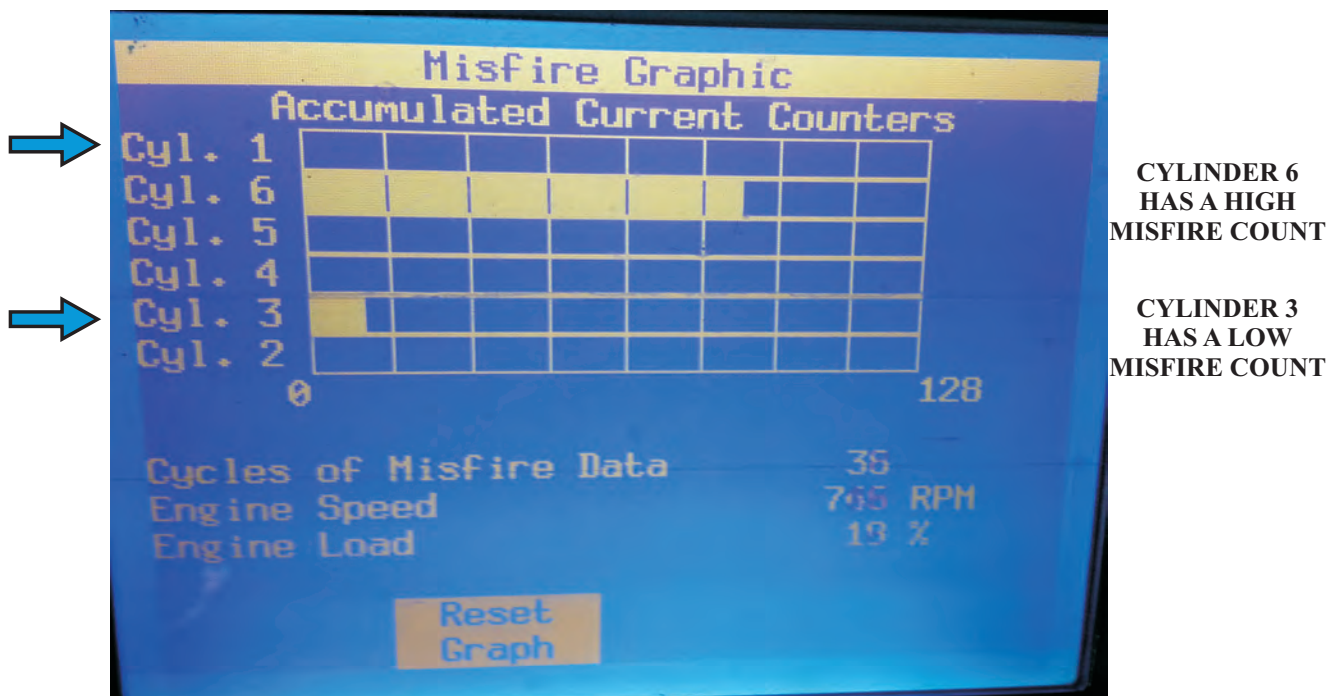 Misfire Graphic
Accumulated Current Counters
Cyl. 1
Cyl. 6
Cyl. 5
Cyl. 4
Cyl. 3
Cyl. 2
0 128
Cycles of Misfire Data 36
Engine Speed 765 RPM
Engine Load 19 %
Reset
Graph
CYLINDER 6
HAS A HIGH
MISFIRE COUNT
CYLINDER 3
HAS A LOW
MISFIRE COUNT